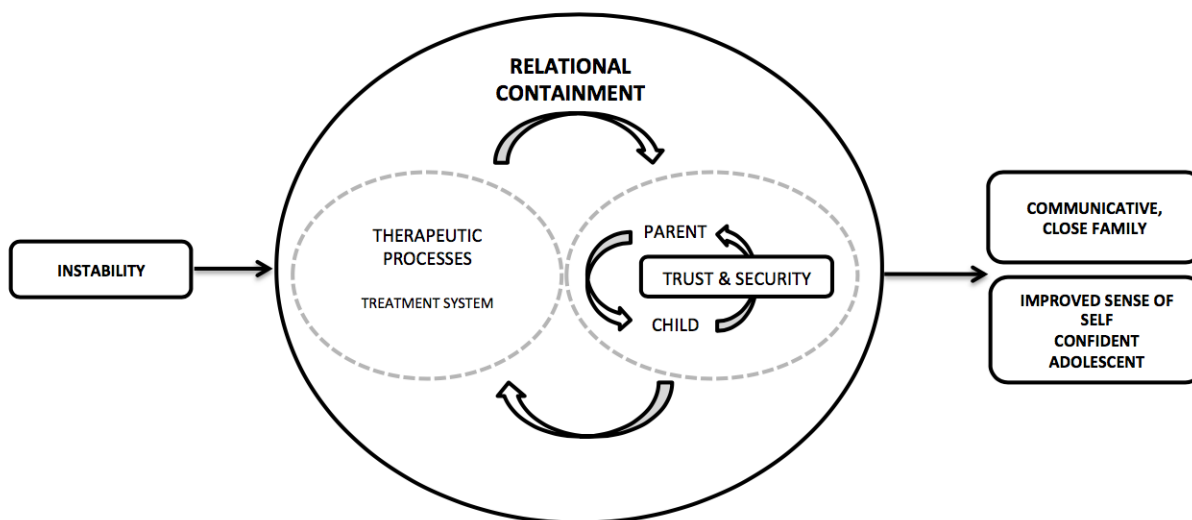 RELATIONAL
CONTAINMENT
INSTABILITY
THERAPEUTIC
PROCESSES
TREATMENT SYSTEM
PARENT
TRUST & SECURITY
CHILD
COMMUNICATIVE,
CLOSE FAMILY
IMPROVED SENSE OF
SELF
CONFIDENT
ADOLESCENT